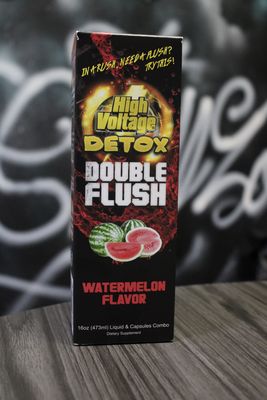 IN A RUSH, NEED A FLUSH?
TRY THIS!
High
Voltage
DETOX
DOUBLE
FLUSH
WATERMELON
FLAVOR
16oz (473ml) Liquid & Capsules Combo
Dietary Supplement